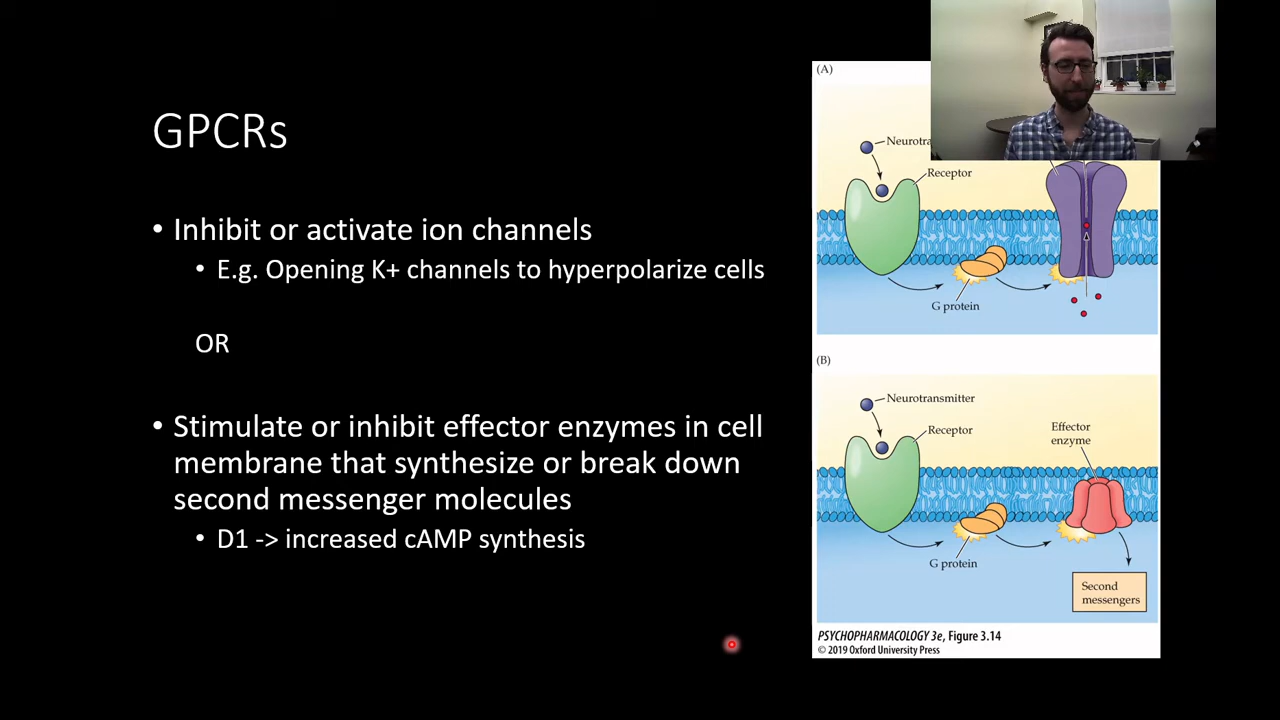 GPCRs
• Inhibit or activate ion channels
• E.g. Opening K+ channels to hyperpolarize cells
OR
• Stimulate or inhibit effector enzymes in cell
membrane that synthesize or break down
second messenger molecules
• D1 -> increased cAMP synthesis
(A)
Receptor
G protein
(B)
Neurotransmitter
Receptor
Effector
enzyme
G protein
Second
messengers
PSYCHOPHARMACOLOGY 3e, Figure 3.14
© 2019 Oxford University Press